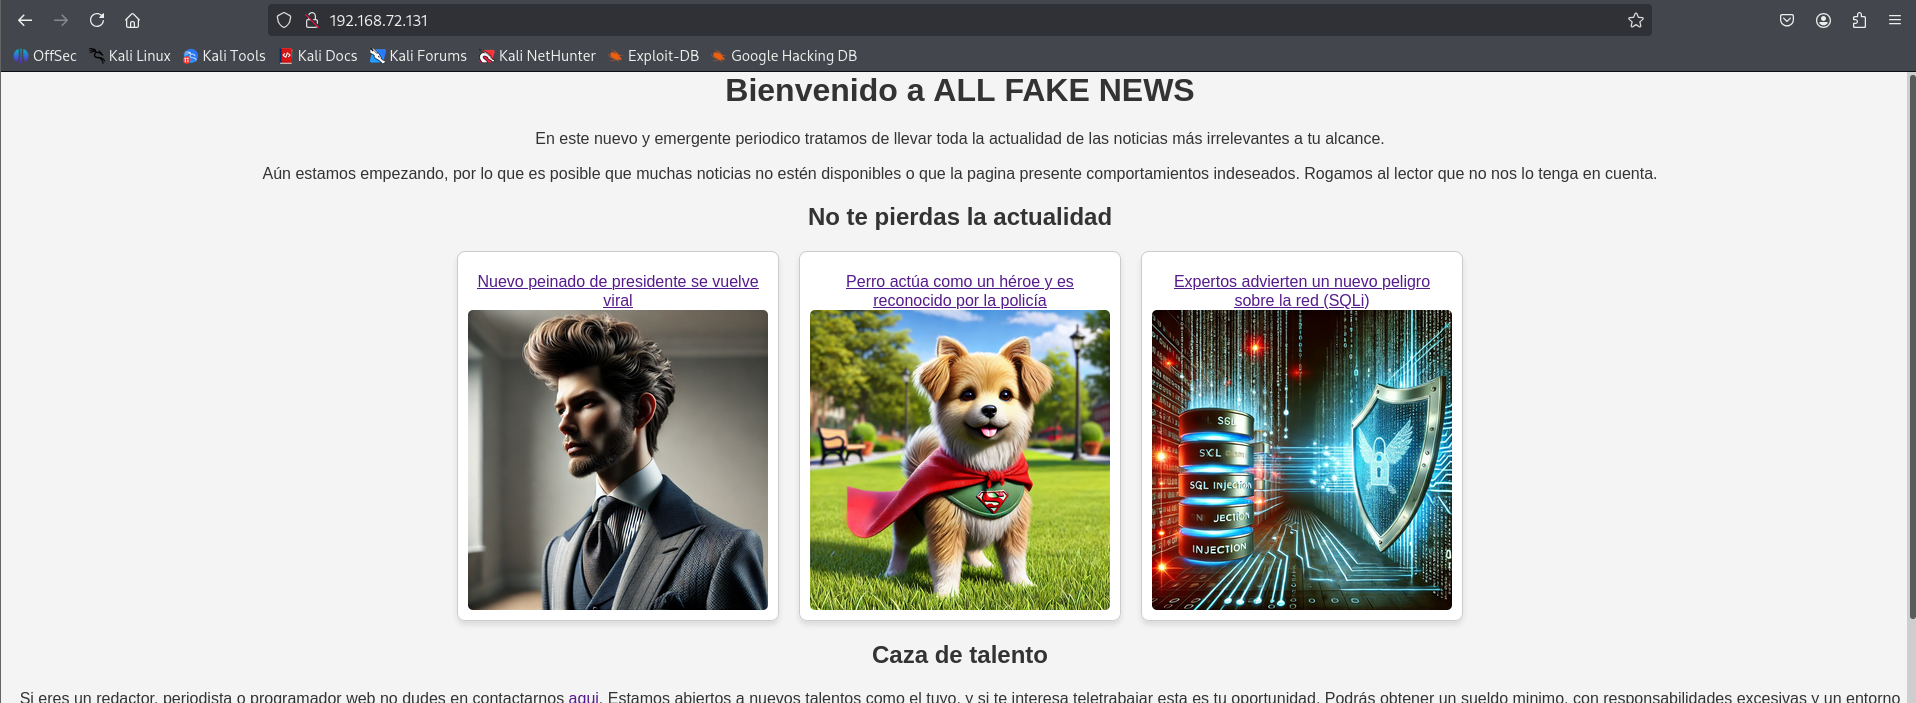 192.168.72.131
OffSec Kali Linux Kali Tools Kali Docs Kali Forums Kali NetHunter Exploit-DB Google Hacking DB
Bienvenido a ALL FAKE NEWS
En este nuevo y emergente periodico tratamos de llevar toda la actualidad de las noticias más irrelevantes a tu alcance.
Aún estamos empezando, por lo que es posible que muchas noticias no estén disponibles o que la pagina presente comportamientos indeseados. Rogamos al lector que no nos lo tenga en cuenta.
No te pierdas la actualidad
Nuevo peinado de presidente se vuelve
viral
Perro actúa como un héroe y es
reconocido por la policía
Expertos advierten un nuevo peligro
sobre la red (SQLi)
SQL INJECTION
JECTION
INJECTION
Caza de talento
Si eres un redactor, periodista o programador web no dudes en contactarnos aqui. Estamos abiertos a nuevos talentos como el tuyo, y si te interesa teletrabajar esta es tu oportunidad. Podrás obtener un sueldo minimo, con responsabilidades excesivas y un entorno